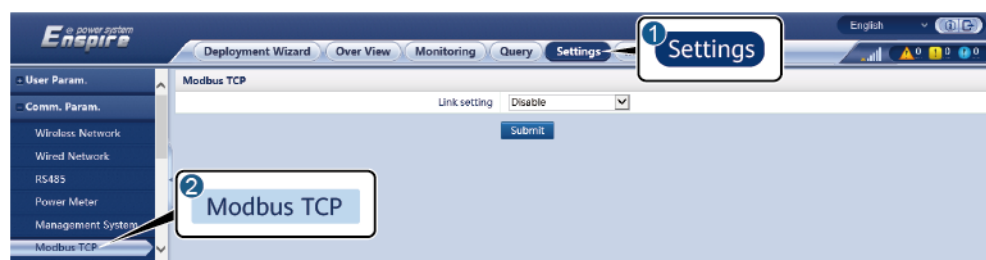 e power system
Enspire
English
Deployment Wizard Over View Monitoring Query Settings
1 Settings
0 0 0
User Param.
Modbus TCP
Comm. Param.
Link setting Disable
Submit
Wireless Network
Wired Network
RS485
Power Meter
Management System
Modbus TCP
2 Modbus TCP